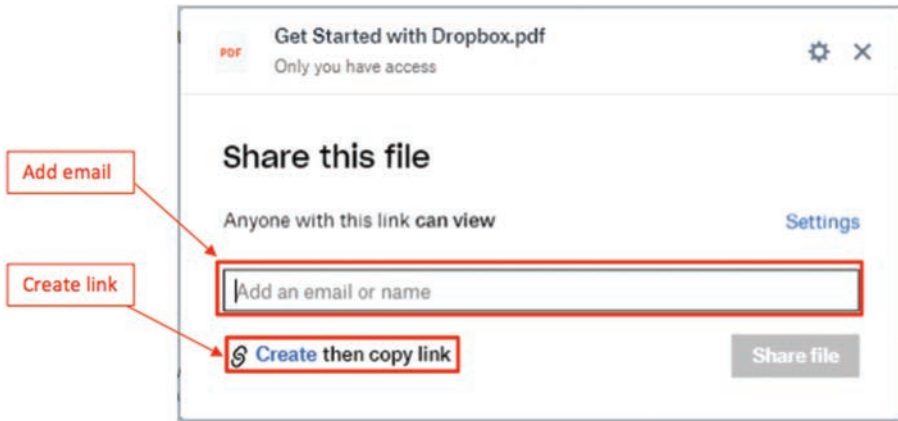 PDF
Get Started with Dropbox.pdf
Only you have access
Share this file
Add email
Anyone with this link can view
Settings
Add an email or name
Create link
Create then copy link
Share file